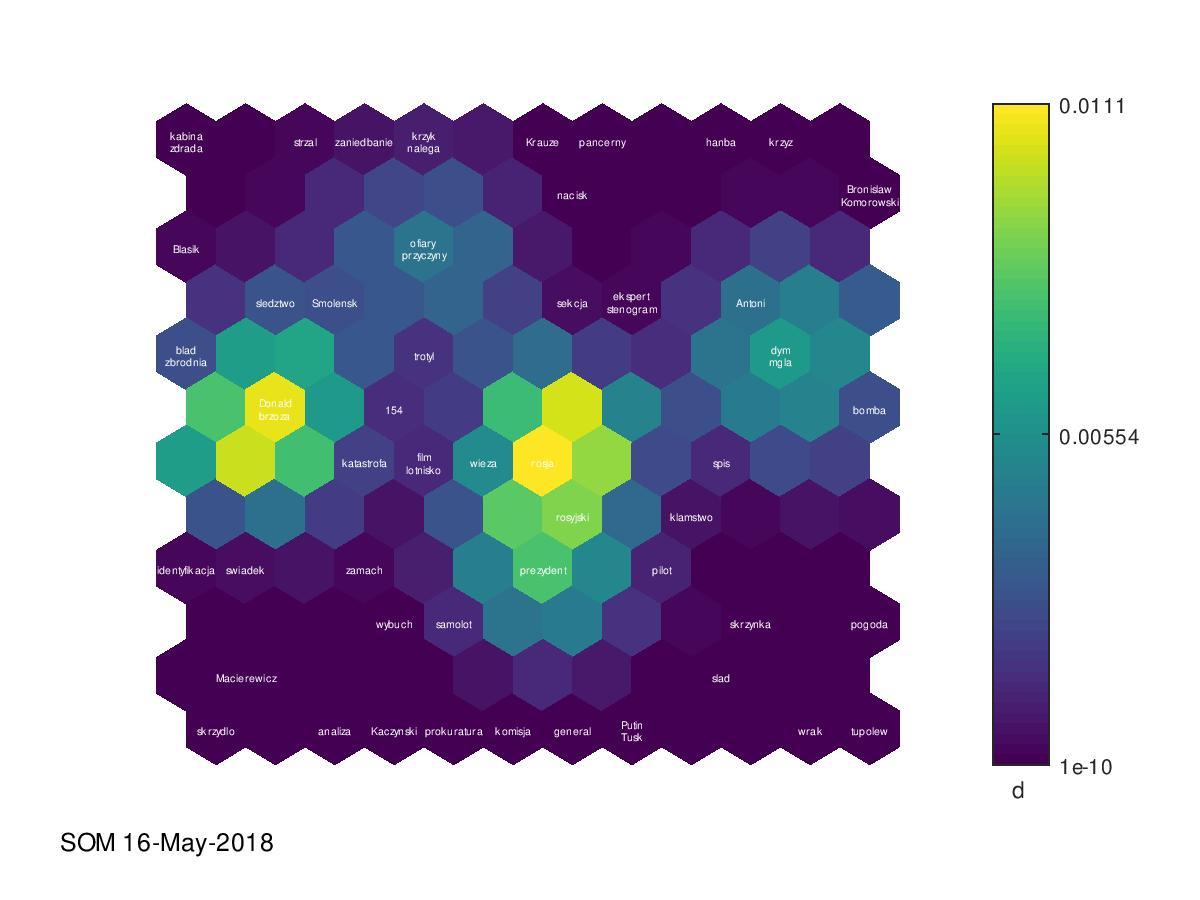 0.0111
kabina
zdrada
strzal
zaniedbanie
krzyk
nalega
Krauze
pancerny
hanba
krzyz
nacisk
Bronislaw
Komorowski
Blasik
ofiary
przyczyny
sledztwo
Smolensk
sekcja
ekspert
stenogram
Antoni
blad
zbrodnia
trotyl
dym
mgla
Donald
brzoza
154
bomba
0.00554
katastrofa
film
lotnisko
wieza
rosja
spis
rosyjski
klamstwo
identyfikacja
swiadek
zamach
prezydent
pilot
wybuch
samolot
skrzynka
pogoda
Macierewicz
slad
skrzydlo
analiza
Kaczynski
prokuratura
komisja
general
Putin
Tusk
wrak
tupolew
1e-10
d
SOM 16-May-2018